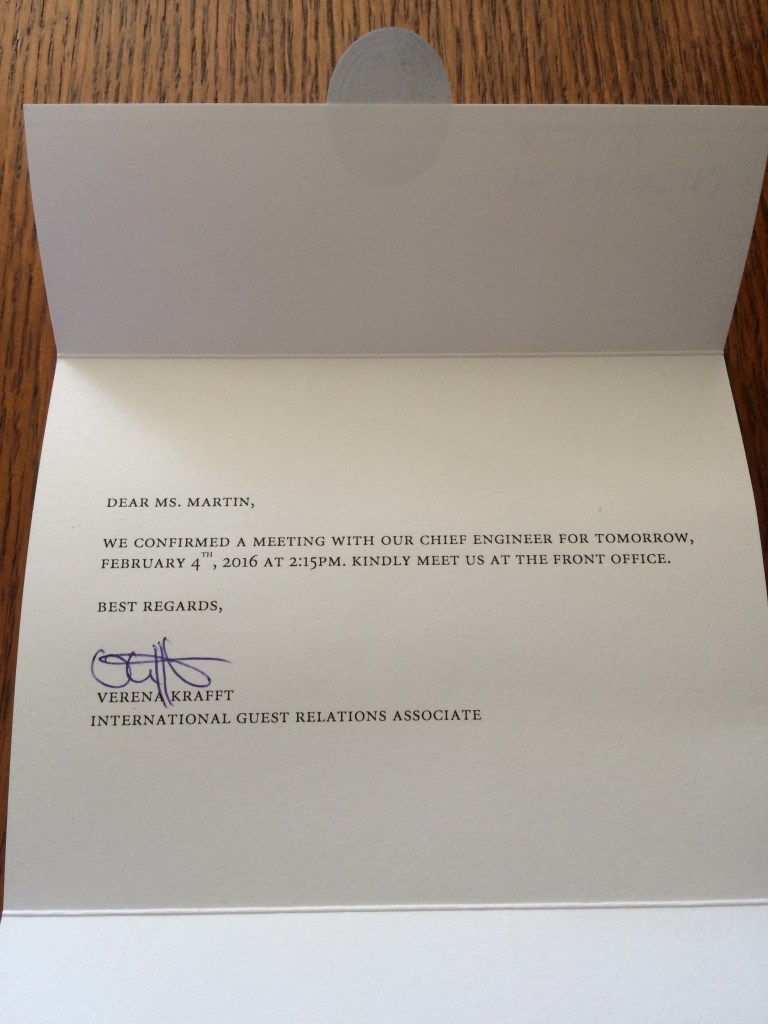 DEAR MS. MARTIN,
WE CONFIRMED A MEETING WITH OUR CHIEF ENGINEER FOR TOMORROW,
FEBRUARY 4TH, 2016 AT 2:15PM. KINDLY MEET US AT THE FRONT OFFICE.
BEST REGARDS,
VERENA KRAFFT
INTERNATIONAL GUEST RELATIONS ASSOCIATE